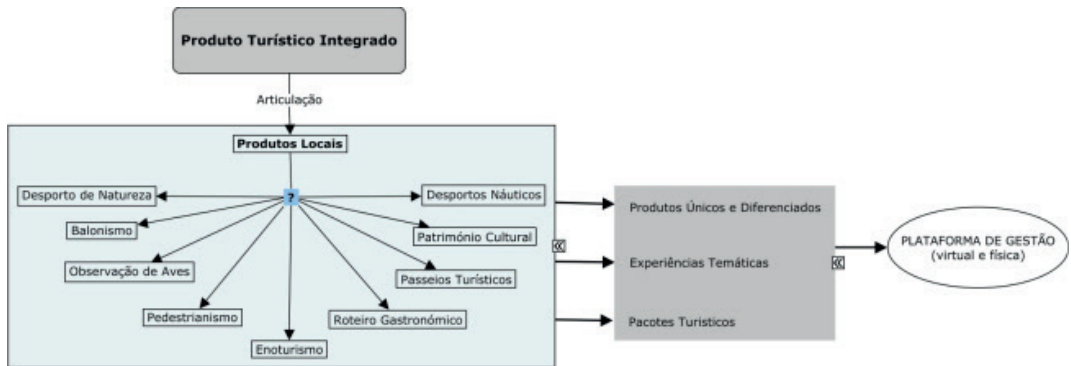 Produto Turístico Integrado
Articulação
Produtos Locais
?
Desporto de Natureza
Desportos Náuticos
Balonismo
Património Cultural
Observação de Aves
Passeios Turísticos
Pedestrianismo
Roteiro Gastronómico
Enoturismo
Produtos Únicos e Diferenciados
Experiências Temáticas
Pacotes Turisticos
PLATAFORMA DE GESTÃO
(virtual e física)